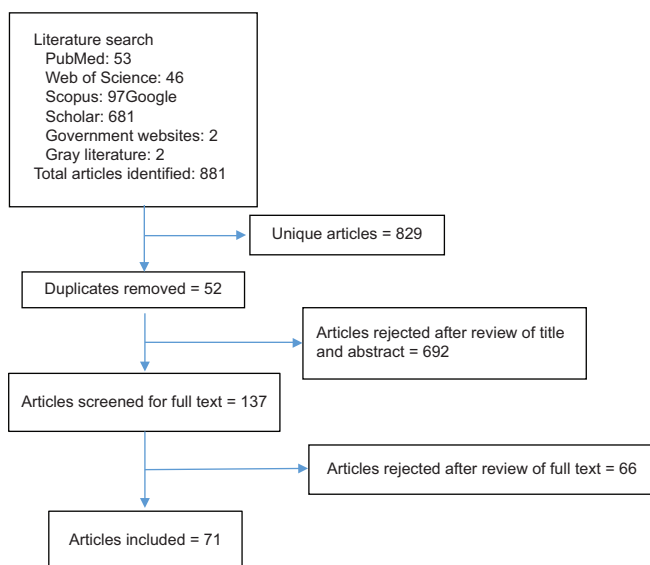 Literature search
PubMed: 53
Web of Science: 46
Scopus: 97Google
Scholar: 681
Government websites: 2
Gray literature: 2
Total articles identified: 881
Unique articles = 829
Duplicates removed = 52
Articles rejected after review of title
and abstract = 692
Articles screened for full text = 137
Articles rejected after review of full text = 66
Articles included = 71